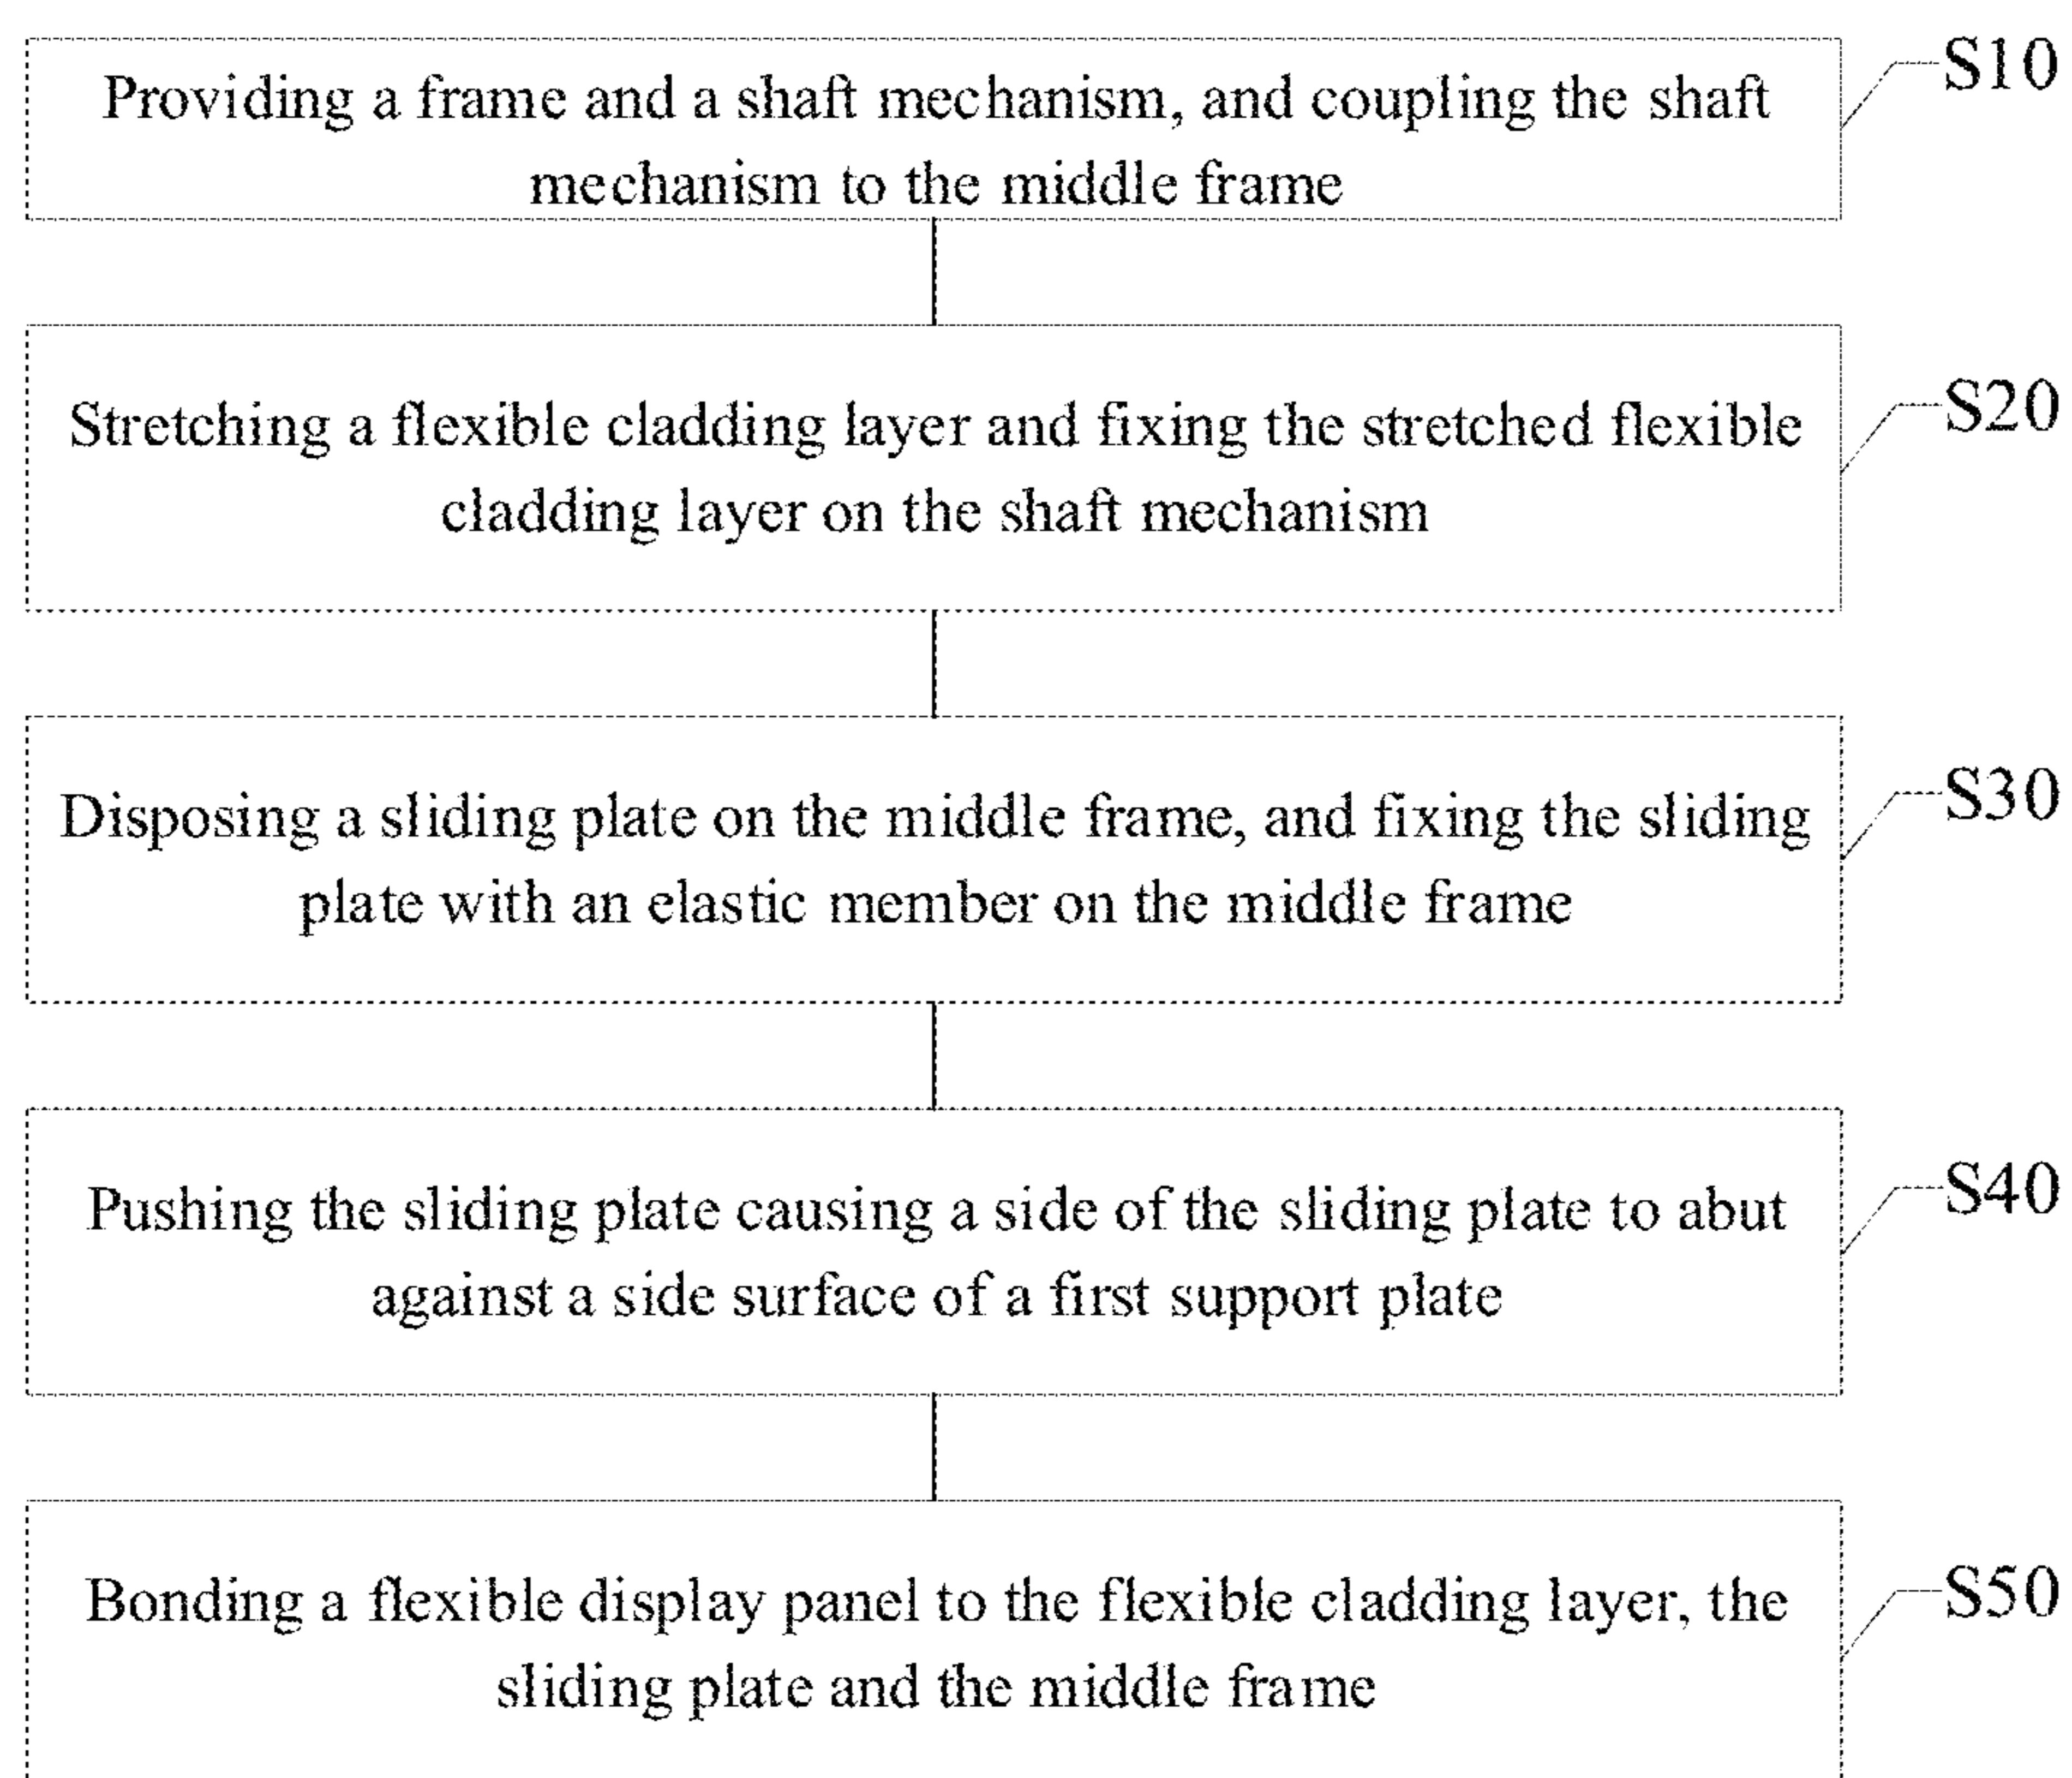 Providing a frame and a shaft mechanism, and coupling the shaft
mechanism to the middle frame
S10
Stretching a flexible cladding layer and fixing the stretched flexible
cladding layer on the shaft mechanism
S20
Disposing a sliding plate on the middle frame, and fixing the sliding
plate with an elastic member on the middle frame
S30
Pushing the sliding plate causing a side of the sliding plate to abut
against a side surface of a first support plate
S40
Bonding a flexible display panel to the flexible cladding layer, the
sliding plate and the middle frame
S50